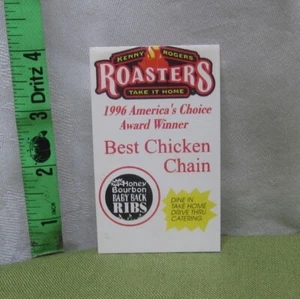 KENNY ROGERS
ROASTERS
TAKE IT HOME
1996 America's Choice
Award Winner
Best Chicken
Chain
Honey
Bourbon
BABY BACK
RIBS
DINE IN
TAKE HOME
DRIVE THRU
CATERING
1
2
3
Dritz
4